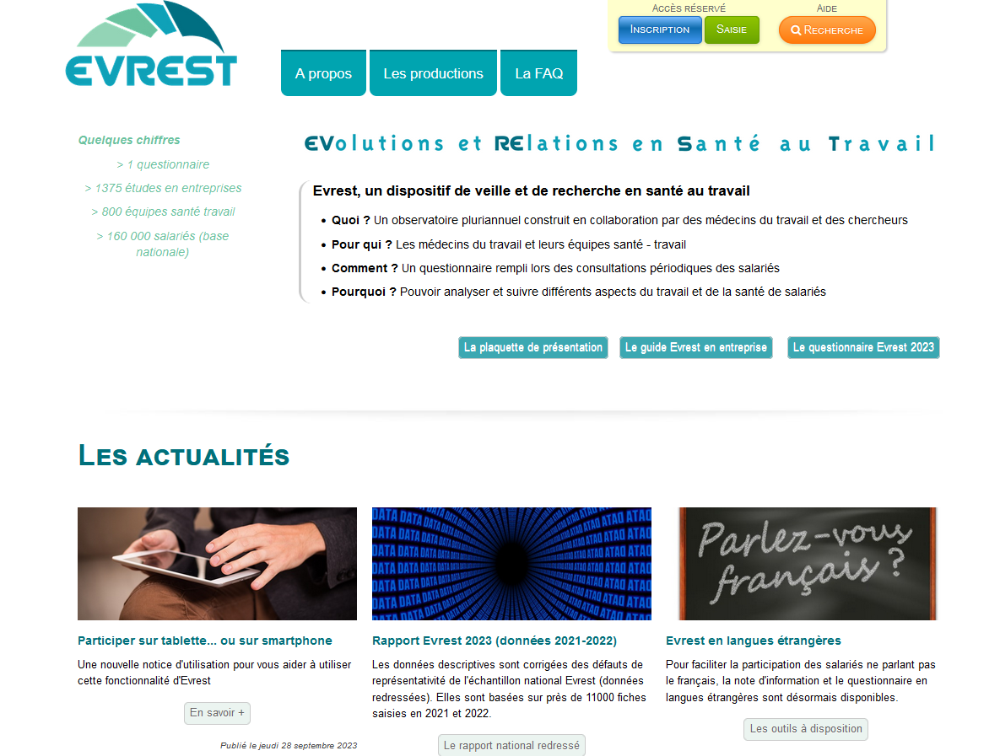 Accès réservé
Aide
Inscription
Saisie
Recherche
EVREST
A propos
Les productions
La FAQ
Quelques chiffres
> 1 questionnaire
> 1375 études en entreprises
> 800 équipes santé travail
> 160 000 salariés (base
nationale)
EVolutions et RElations en Santé au Travail
Evrest, un dispositif de veille et de recherche en santé au travail
• Quoi ? Un observatoire pluriannuel construit en collaboration par des médecins du travail et des chercheurs
• Pour qui ? Les médecins du travail et leurs équipes santé - travail
• Comment ? Un questionnaire rempli lors des consultations périodiques des salariés
• Pourquoi ? Pouvoir analyser et suivre différents aspects du travail et de la santé de salariés
La plaquette de présentation
Le guide Evrest en entreprise
Le questionnaire Evrest 2023
Les actualités
DATA DATA DATA DATA
Parlez-vous
français ?
Participer sur tablette... ou sur smartphone
Une nouvelle notice d'utilisation pour vous aider à utiliser
cette fonctionnalité d'Evrest
En savoir +
Publié le jeudi 28 septembre 2023
Rapport Evrest 2023 (données 2021-2022)
Les données descriptives sont corrigées des défauts de
représentativité de l'échantillon national Evrest (données
redressées). Elles sont basées sur près de 11000 fiches
saisies en 2021 et 2022.
Le rapport national redressé
Evrest en langues étrangères
Pour faciliter la participation des salariés ne parlant pas
le français, la note d'information et le questionnaire en
langues étrangères sont désormais disponibles.
Les outils à disposition